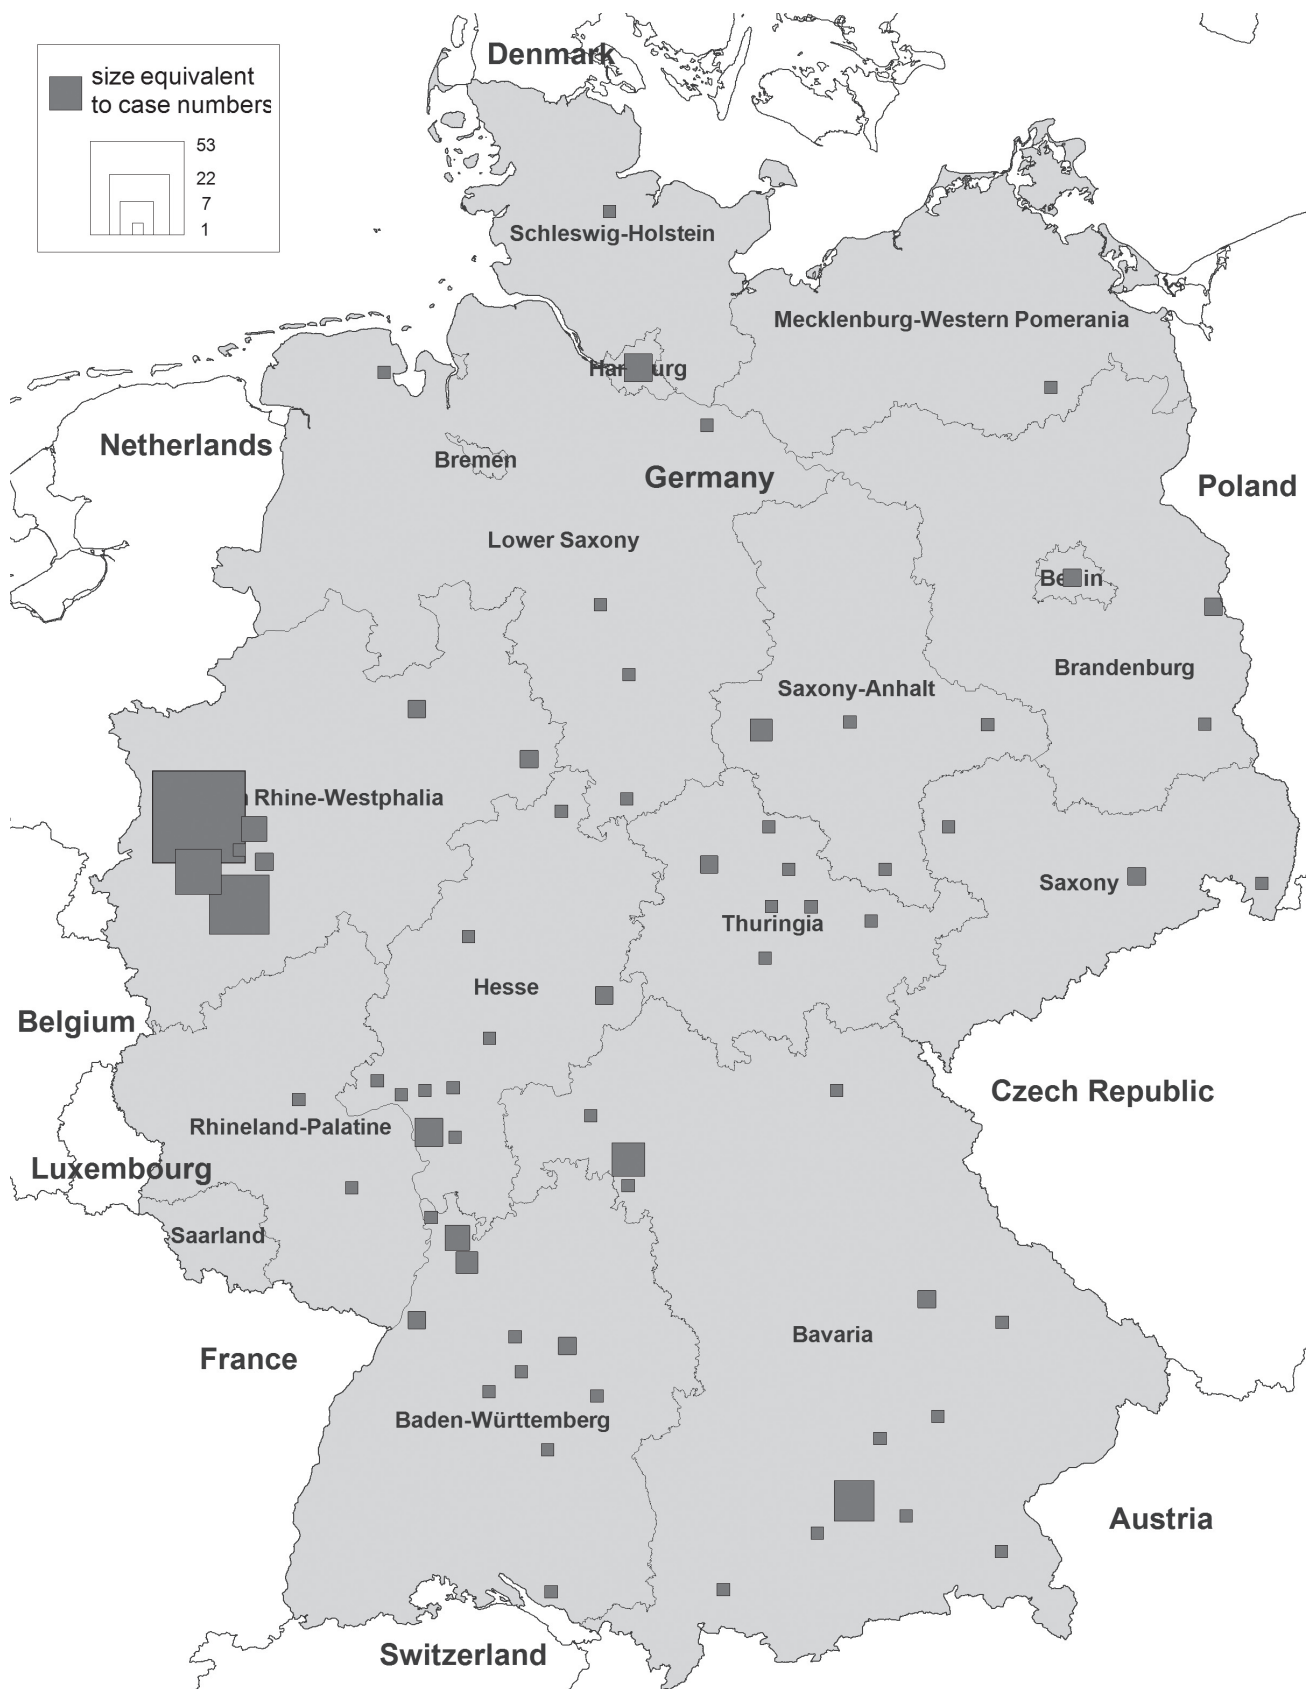 Denmark
size equivalent
to case numbers
53
22
7
1
Schleswig-Holstein
Mecklenburg-Western Pomerania
Netherlands
Bremen
Germany
Poland
Lower Saxony
Brandenburg
Saxony-Anhalt
Rhine-Westphalia
Saxony
Thuringia
Hesse
Belgium
Czech Republic
Rhineland-Palatine
Luxembourg
Saarland
Bavaria
France
Baden-Württemberg
Austria
Switzerland